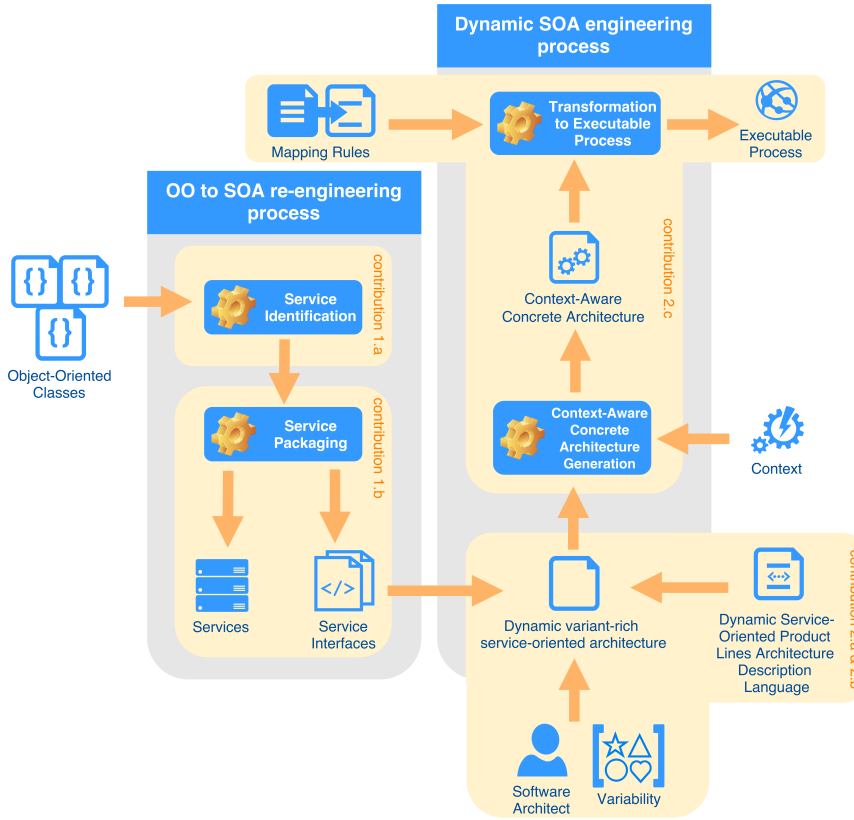 Dynamic SOA engineering
process
Mapping Rules
Transformation
to Executable
Process
Executable
Process
OO to SOA re-engineering
process
contribution 1.a
contribution 2.c
Object-Oriented
Classes
Service
Identification
Context-Aware
Concrete Architecture
contribution 1.b
Service
Packaging
Context-Aware
Concrete
Architecture
Generation
Context
Services
</>
Service
Interfaces
Dynamic variant-rich
service-oriented architecture
Dynamic Service-
Oriented Product
Lines Architecture
Description
Language
contribution 2.a & 2.b
Software
Architect
Variability